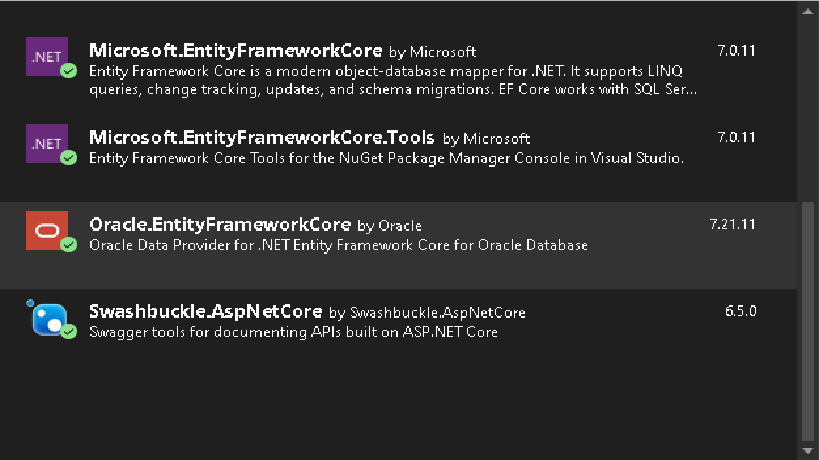 .NET
Microsoft.EntityFrameworkCore by Microsoft 7.0.11
Entity Framework Core is a modern object-database mapper for .NET. It supports LINQ
queries, change tracking, updates, and schema migrations. EF Core works with SQL Ser...
.NET
Microsoft.EntityFrameworkCore.Tools by Microsoft 7.0.11
Entity Framework Core Tools for the NuGet Package Manager Console in Visual Studio.
Oracle.EntityFrameworkCore by Oracle 7.21.11
Oracle Data Provider for .NET Entity Framework Core for Oracle Database
Swashbuckle.AspNetCore by Swashbuckle.AspNetCore 6.5.0
Swagger tools for documenting APIs built on ASP.NET Core